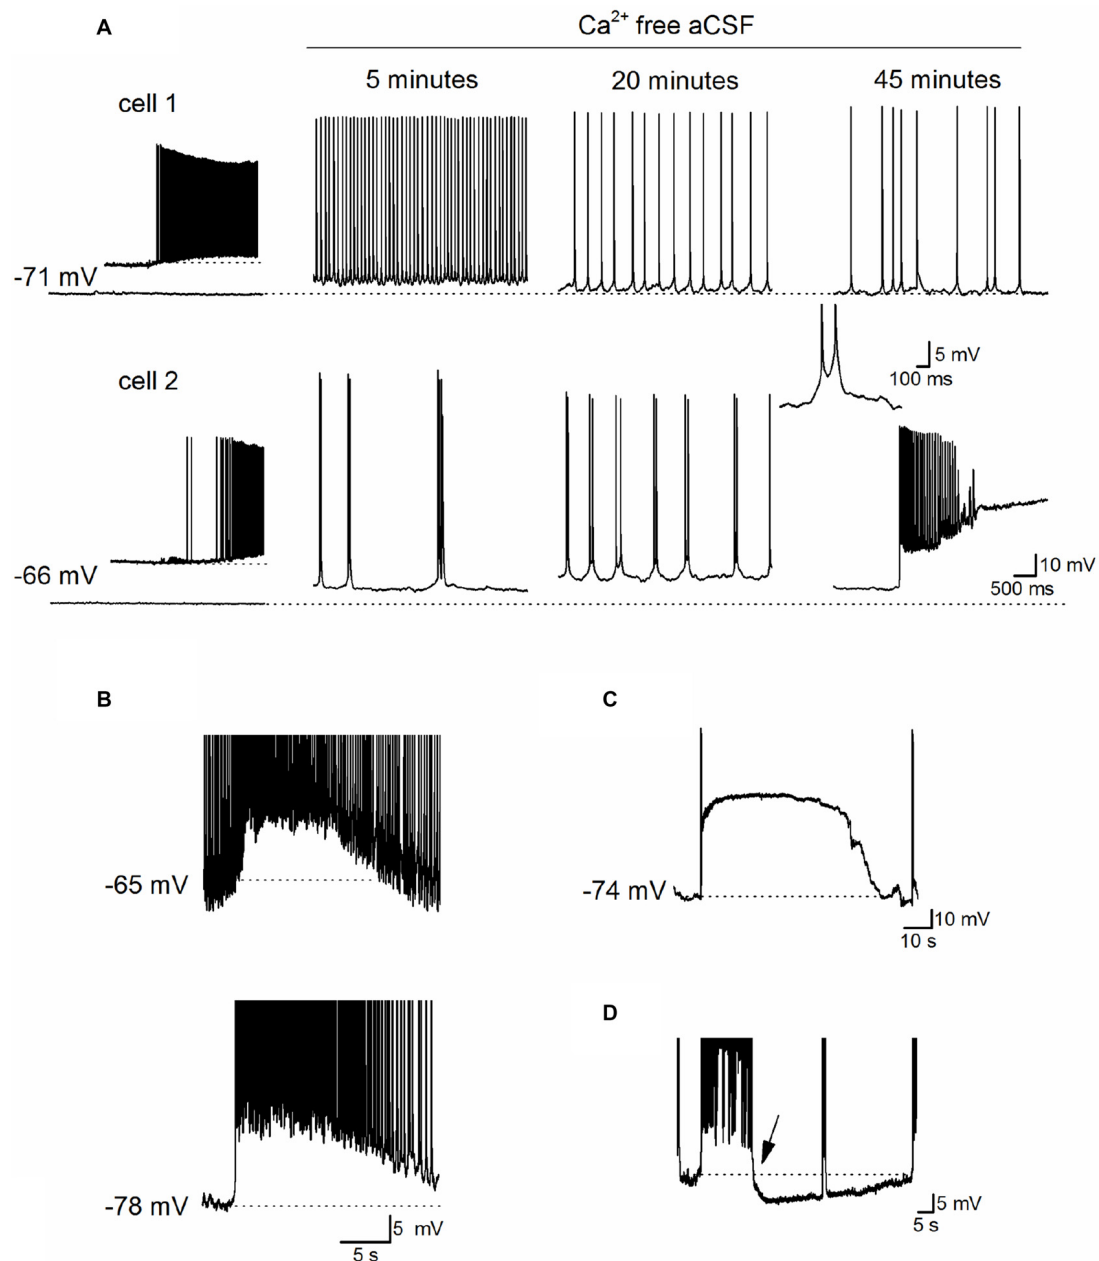 A
Ca2+ free aCSF
5 minutes
20 minutes
45 minutes
cell 1
-71 mV
5 mV
100 ms
cell 2
-66 mV
10 mV
500 ms
B
C
-65 mV
-74 mV
10 mV
10 s
D
-78 mV
5 mV
5 s
5 mV
5 s